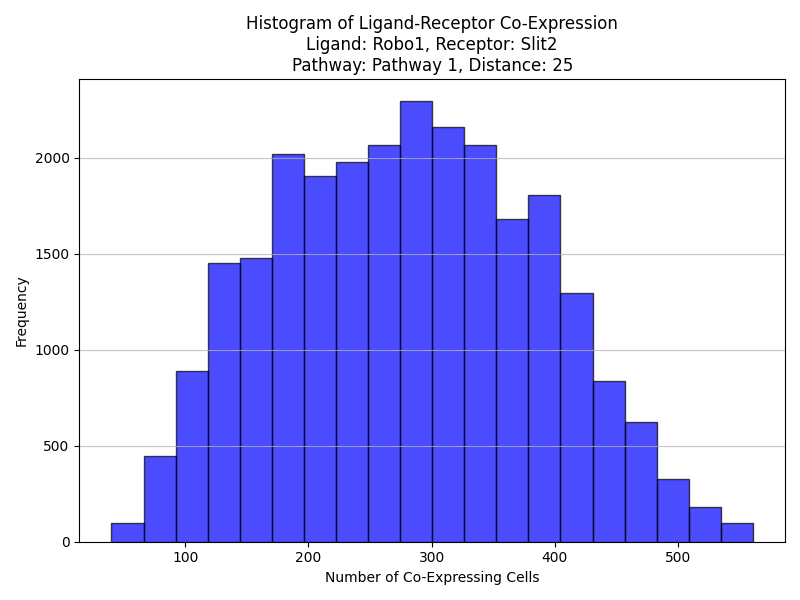 Histogram of Ligand-Receptor Co-Expression
Ligand: Robo1, Receptor: Slit2
Pathway: Pathway 1, Distance: 25
Frequency
2000
1500
1000
500
0
100 200 300 400 500
Number of Co-Expressing Cells